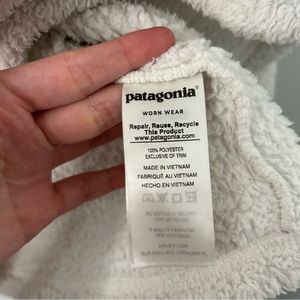 patagonia®
WORN WEAR
Repair, Reuse, Recycle
This Product
www.patagonia.com
100% POLYESTER
EXCLUSIVE OF TRIM
MADE IN VIETNAM
FABRIQUÉ AU VIETNAM
HECHO EN VIETNAM